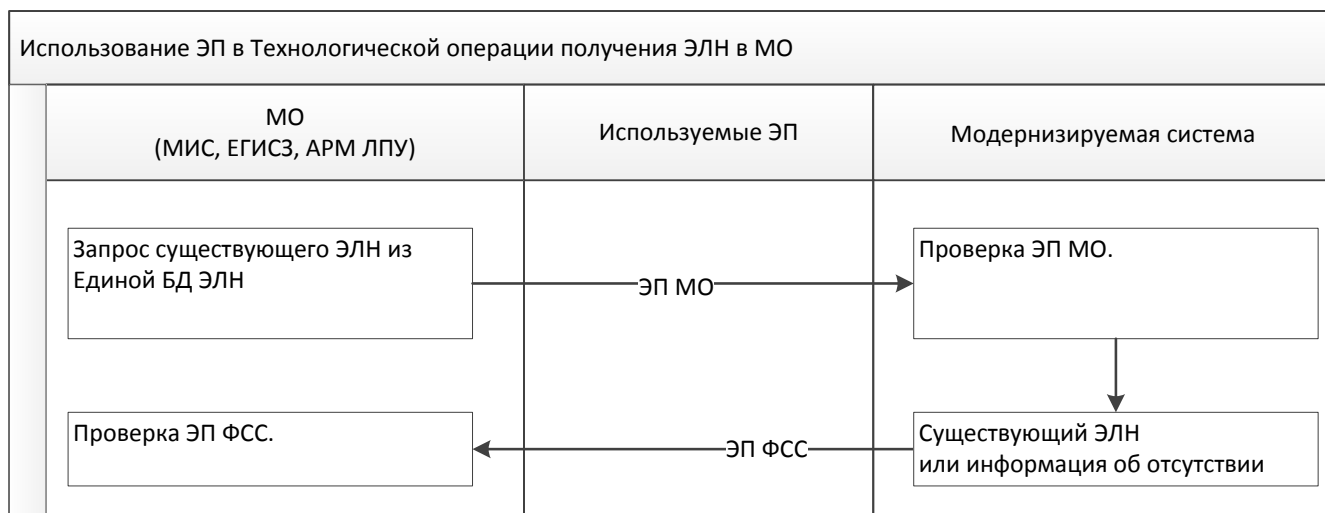 Использование ЭП в Технологической операции получения ЭЛН в МО
МО
(МИС, ЕГИСЗ, АРМ ЛПУ)
Используемые ЭП
Модернизируемая система
Запрос существующего ЭЛН из
Единой БД ЭЛН
ЭП МО
Проверка ЭП МО.
Проверка ЭП ФСС.
ЭП ФСС
Существующий ЭЛН
или информация об отсутствии